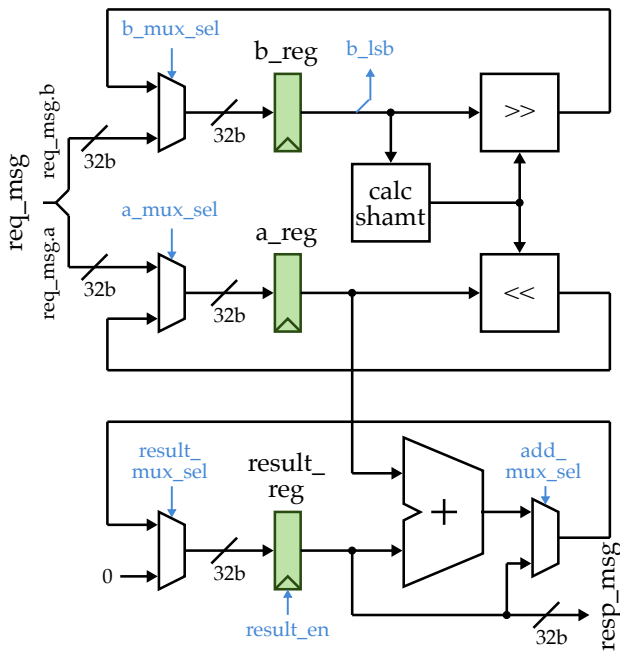 b_mux_sel
b_reg
b_lsb
req_msg.b
32b
32b
>>
req_msg
calc
shamt
a_mux_sel
a_reg
req_msg.a
32b
32b
<<
result_
mux_sel
result_
reg
add_
mux_sel
+
0
32b
result_en
32b
resp_msg